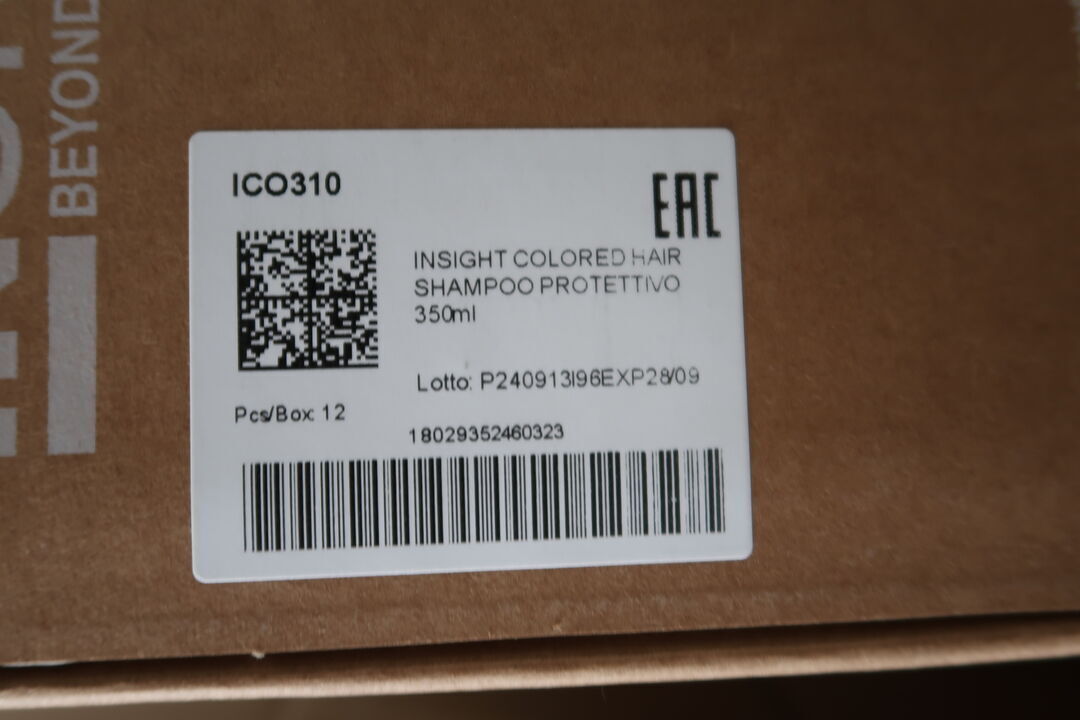 BEYOND
ICO310
EAC
INSIGHT COLORED HAIR
SHAMPOO PROTETTIVO
350ml
Lotto: P240913I96EXP28/09
Pcs/Box: 12
18029352460323